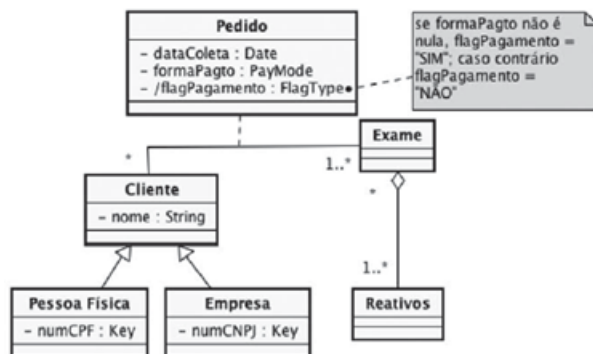 Pedido
- dataColeta : Date
- formaPagto : PayMode
- /flagPagamento : FlagType
se formaPagto não é
nula, flagPagamento =
"SIM"; caso contrário
flagPagamento =
"NÃO"
Exame
*
1..*
Cliente
- nome : String
*
1..*
Pessoa Física
- numCPF : Key
Empresa
- numCNPJ : Key
Reativos